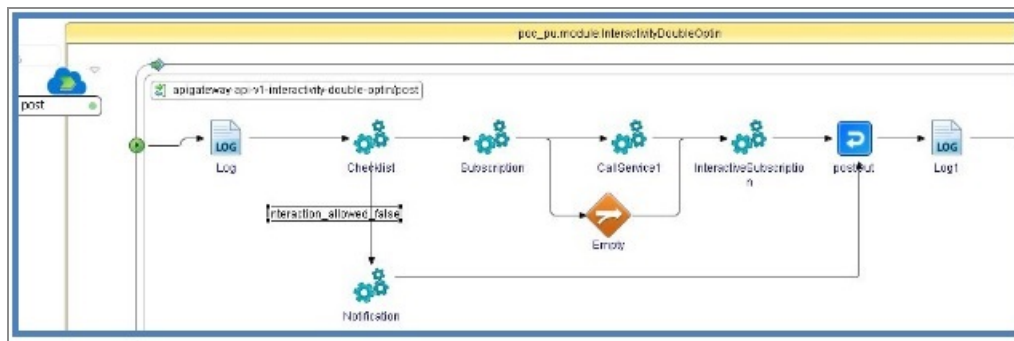 poc_pu.module.InteractivityDoubleOptin
post
apigateway-api-v1-interactivity-double-optin/post
LOG
LOG
Log
Checklist
Subscription
CallService1
InteractiveSubscriptio
n
postOut
Log1
interaction_allowed_false
Empty
Notification